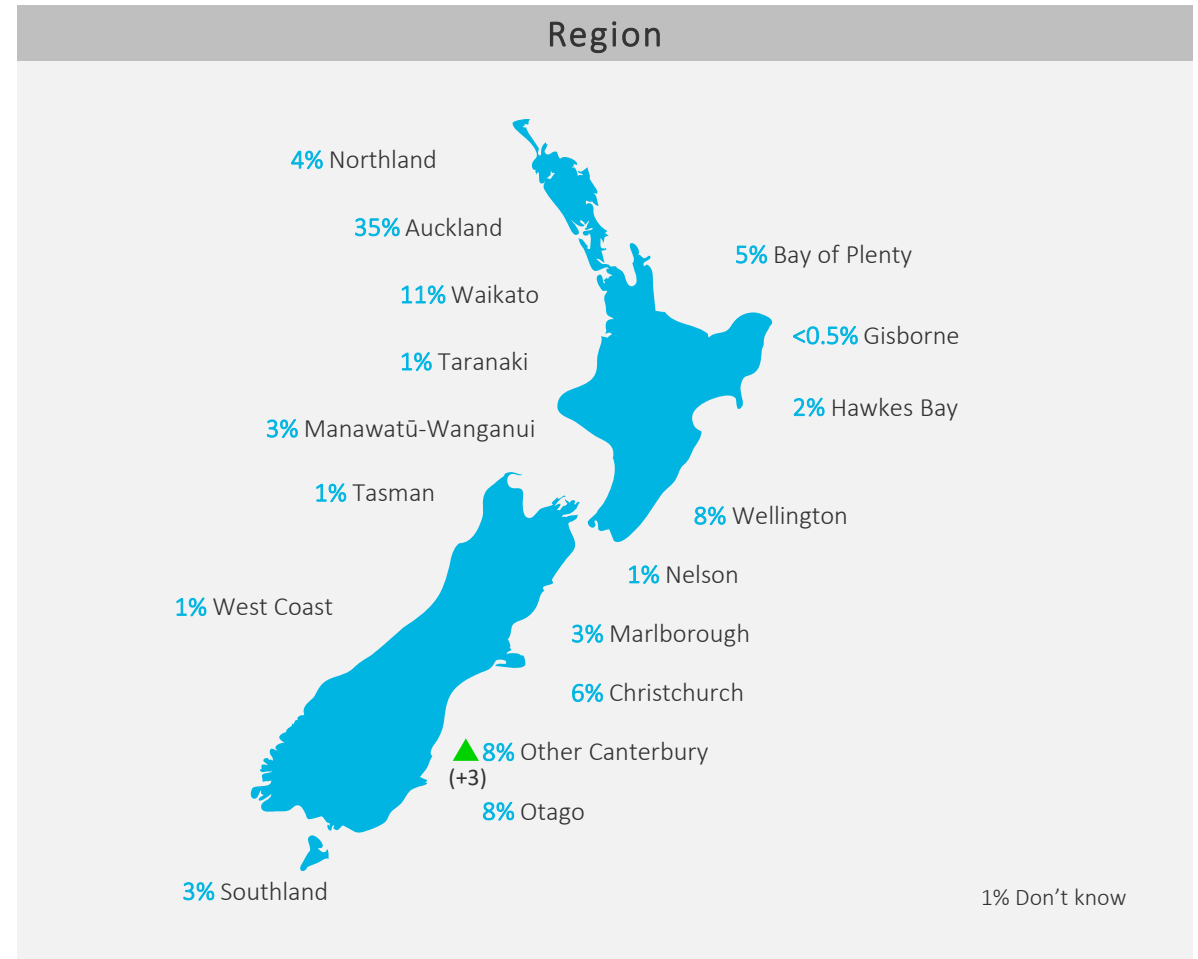 Region
4% Northland
35% Auckland
5% Bay of Plenty
11% Waikato
<0.5% Gisborne
1% Taranaki
2% Hawkes Bay
3% Manawatū-Wanganui
1% Tasman
8% Wellington
1% Nelson
1% West Coast
3% Marlborough
6% Christchurch
8% Other Canterbury
(+3)
8% Otago
3% Southland
1% Don’t know